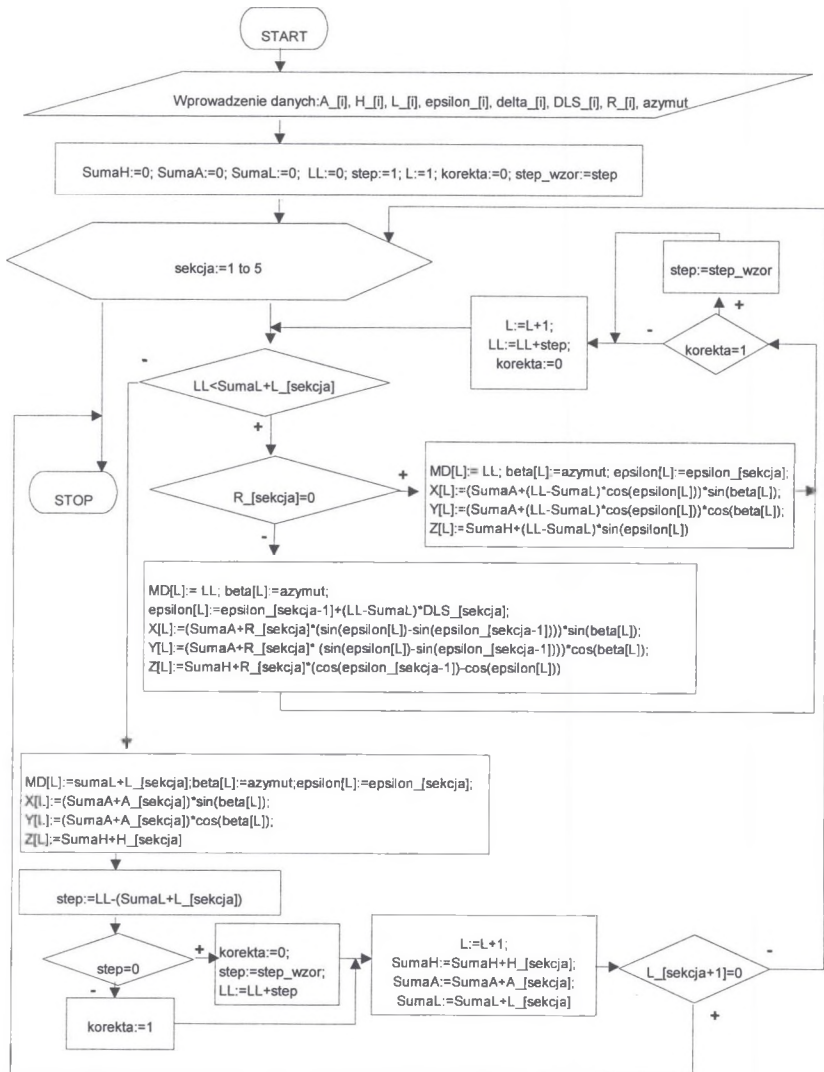 START
Wprowadzenie danych:A_[i], H_[i], L_[i], epsilon_[i], delta_[i], DLS_[i], R_[i], azymut
SumaH:=0; SumaA:=0; SumaL:=0; LL:=0; step:=1; L:=1; korekta:=0; step_wzor:=step
sekcja:=1 to 5
step:=step_wzor
+
korekta=1
-
L:=L+1;
LL:=LL+step;
korekta:=0
-
LL<SumaL+L_[sekcja]
+
STOP
R_[sekcja]=0
+
MD[L]:= LL; beta[L]:=azymut; epsilon[L]:=epsilon_[sekcja];
X[L]:=(SumaA+(LL-SumaL)*cos(epsilon[L]))*sin(beta[L]);
Y[L]:=(SumaA+(LL-SumaL)*cos(epsilon[L]))*cos(beta[L]);
Z[L]:=SumaH+(LL-SumaL)*sin(epsilon[L])
-
MD[L]:= LL; beta[L]:=azymut;
epsilon[L]:=epsilon_[sekcja-1]+(LL-SumaL)*DLS_[sekcja];
X[L]:=(SumaA+R_[sekcja]*(sin(epsilon[L])-sin(epsilon_[sekcja-1])))*sin(beta[L]);
Y[L]:=(SumaA+R_[sekcja]* (sin(epsilon[L])-sin(epsilon_[sekcja-1])))*cos(beta[L]);
Z[L]:=SumaH+R_[sekcja]*(cos(epsilon_[sekcja-1])-cos(epsilon[L]))
MD[L]:=sumaL+L_[sekcja];beta[L]:=azymut;epsilon[L]:=epsilon_[sekcja];
X[L]:=(SumaA+A_[sekcja])*sin(beta[L]);
Y[L]:=(SumaA+A_[sekcja])*cos(beta[L]);
Z[L]:=SumaH+H_[sekcja]
step:=LL-(SumaL+L_[sekcja])
step=0
+
-
korekta:=0;
step:=step_wzor;
LL:=LL+step
korekta:=1
L:=L+1;
SumaH:=SumaH+H_[sekcja];
SumaA:=SumaA+A_[sekcja];
SumaL:=SumaL+L_[sekcja]
L_[sekcja+1]=0
-
+